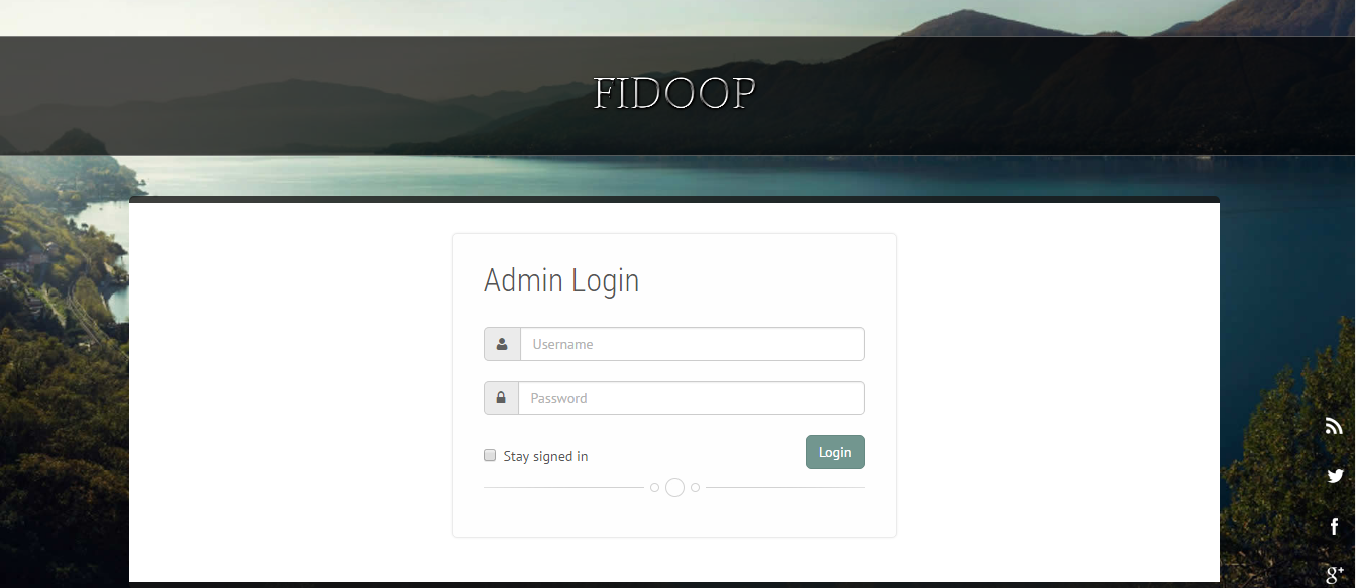 FIDOOP
Admin Login
Username
Password
Stay signed in
Login